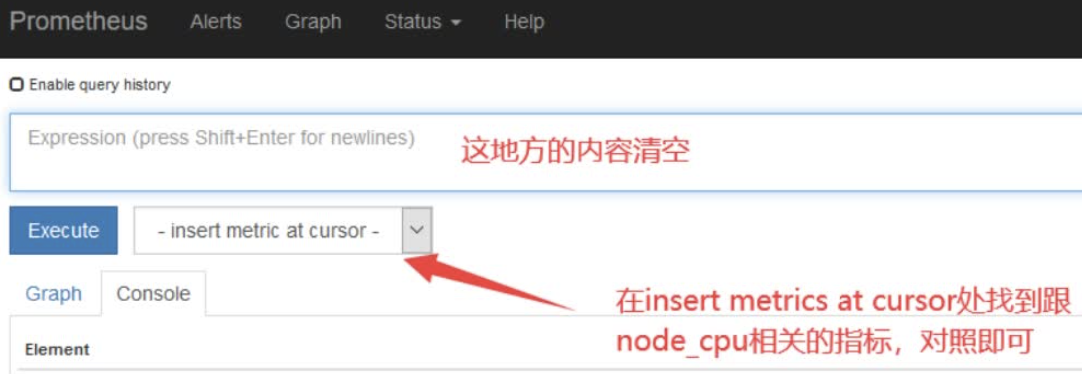 Prometheus Alerts Graph Status Help
Enable query history
Expression (press Shift+Enter for newlines)
这地方的内容清空
Execute - insert metric at cursor -
Graph Console
在insert metrics at cursor处找到跟
node_cpu相关的指标，对照即可
Element